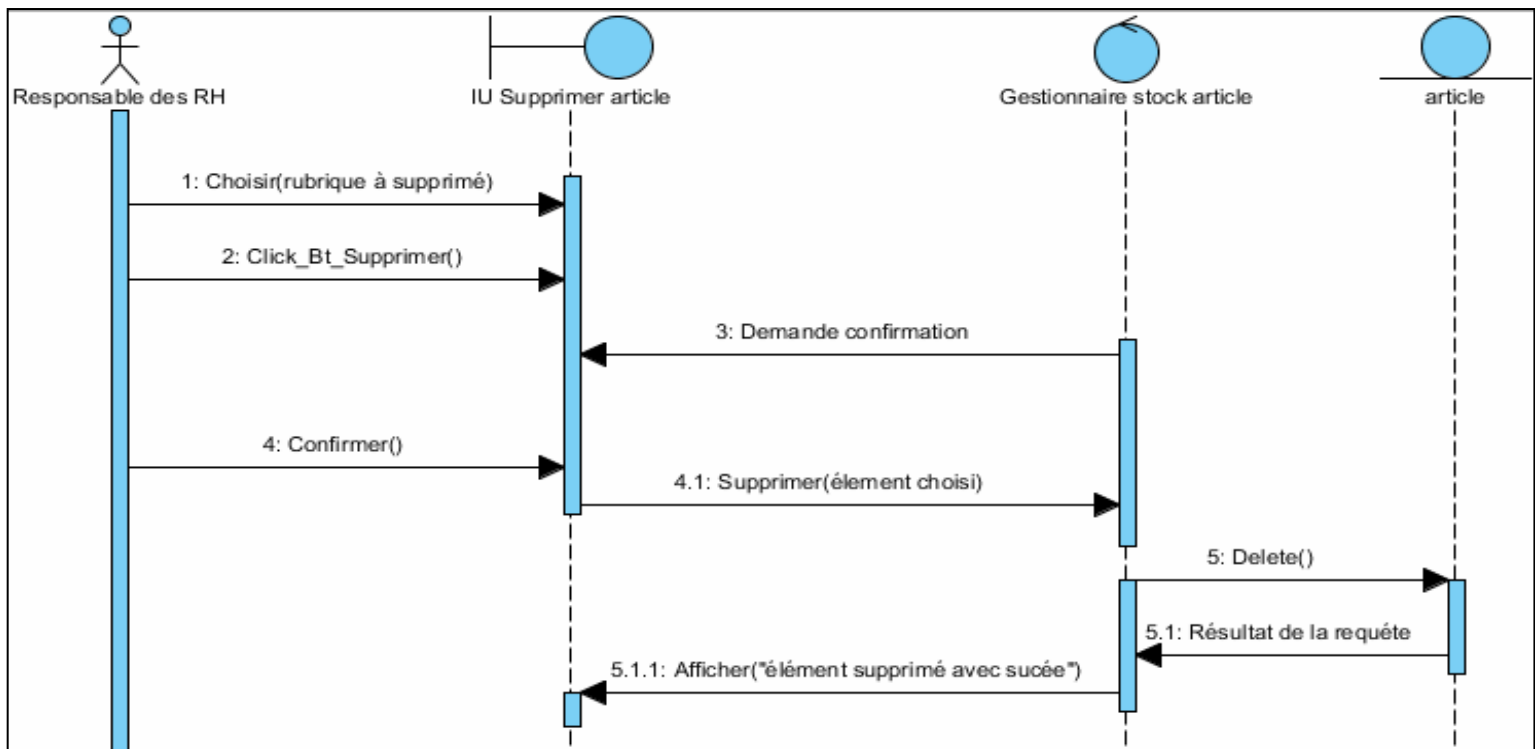 Responsable des RH
IU Supprimer article
Gestionnaire stock article
article
1: Choisir(rubrique à supprimé)
2: Click_Bt_Supprimer()
3: Demande confirmation
4: Confirmer()
4.1: Supprimer(élement choisi)
5: Delete()
5.1: Résultat de la requéte
5.1.1: Afficher("élément supprimé avec sucée")